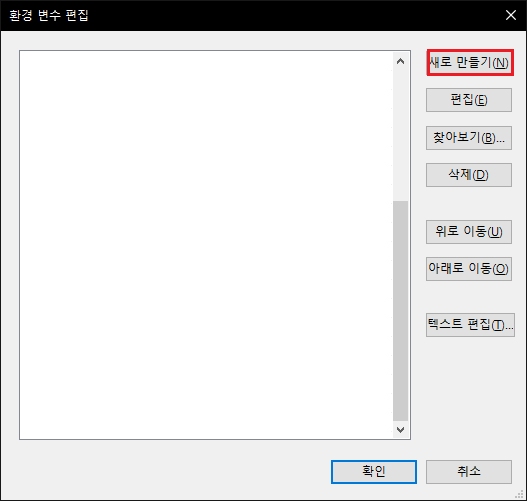 환경 변수 편집
새로 만들기(N)
편집(E)
찾아보기(B)...
삭제(D)
위로 이동(U)
아래로 이동(O)
텍스트 편집(T)...
확인
취소